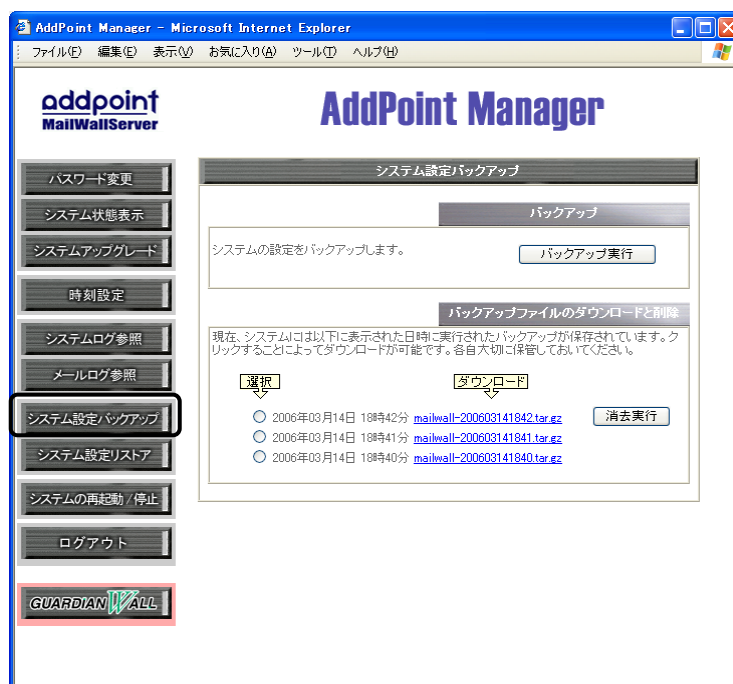 AddPoint Manager - Microsoft Internet Explorer
ファイル(F) 編集(E) 表示(V) お気に入り(A) ツール(T) ヘルプ(H)
addpoint
MailWallServer
AddPoint Manager
パスワード変更
システム状態表示
システムアップグレード
時刻設定
システムログ参照
メールログ参照
システム設定バックアップ
システム設定リストア
システムの再起動/停止
ログアウト
GUARDIAN WALL
システム設定バックアップ
バックアップ
システムの設定をバックアップします。
バックアップ実行
バックアップファイルのダウンロードと削除
現在、システムには以下に表示された日時に実行されたバックアップが保存されています。ク
リックすることによってダウンロードが可能です。各自大切に保管しておいてください。
選択 ダウンロード
2006年03月14日 18時42分 mailwall-200603141842.tar.gz 消去実行
2006年03月14日 18時41分 mailwall-200603141841.tar.gz
2006年03月14日 18時40分 mailwall-200603141840.tar.gz